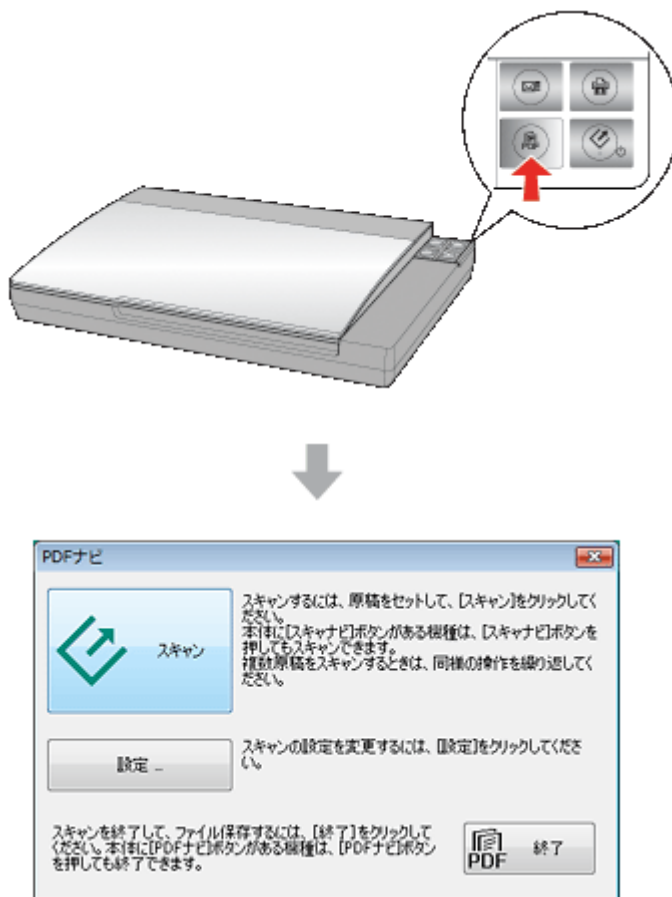 PDF
PDFナビ
スキャン
スキャンするには、原稿をセットして、[スキャン]をクリックしてく
ださい。
本体に[スキャナビ]ボタンがある機種は、[スキャナビ]ボタンを
押してもスキャンできます。
複数原稿をスキャンするときは、同様の操作を繰り返してく
ださい。
設定 ...
スキャンの設定を変更するには、[設定]をクリックしてくださ
い。
スキャンを終了して、ファイル保存するには、[終了]をクリックして
ください。本体に[PDFナビ]ボタンがある機種は、[PDFナビ]ボタン
を押しても終了できます。
PDF 終了